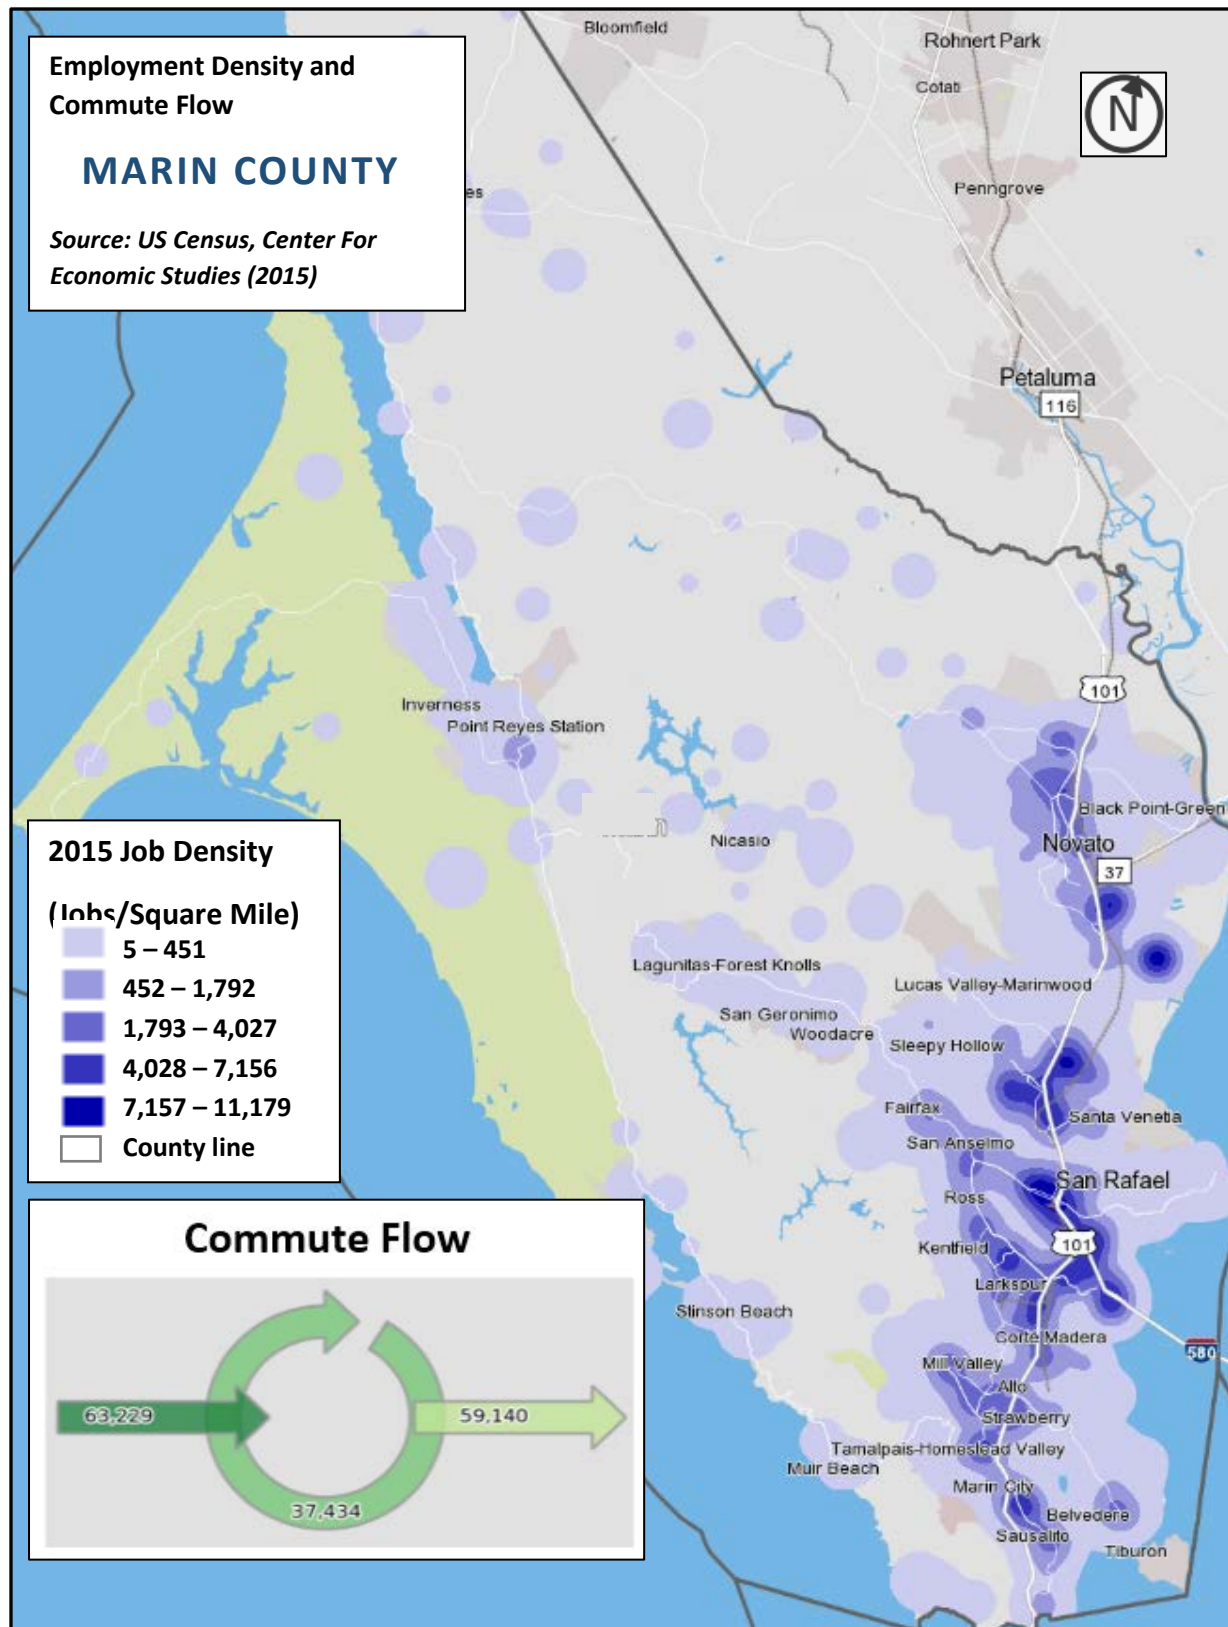 Employment Density and
Commute Flow
MARIN COUNTY
Source: US Census, Center For
Economic Studies (2015)
es
Bloomfield
Rohnert Park
Cotati
N
Penngrove
Petaluma
116
101
Inverness
Point Reyes Station
Black Point-Green
Novato
37
Nicasio
2015 Job Density
(Jobs/Square Mile)
5 – 451
452 – 1,792
1,793 – 4,027
4,028 – 7,156
7,157 – 11,179
County line
Lagunitas-Forest Knolls
Lucas Valley-Marinwood
San Geronimo
Woodacre
Sleepy Hollow
Fairfax
Santa Venetia
San Anselmo
San Rafael
Ross
Kentfield
101
Larkspur
Stinson Beach
Corte Madera
580
Mill Valley
Alto
Strawberry
Tamalpais-Homestead Valley
Muir Beach
Marin City
Belvedere
Sausalito
Tiburon
Commute Flow
63,229
59,140
37,434